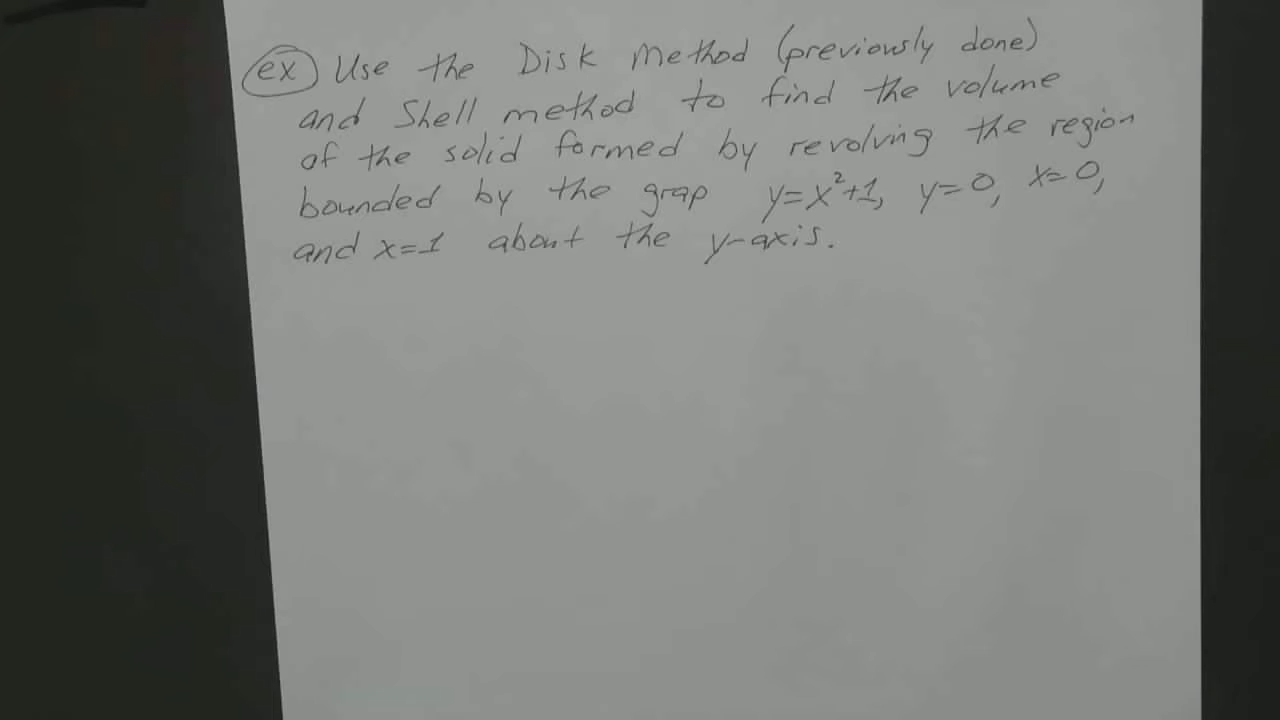 ex Use the Disk Method (previously done)
and Shell method to find the volume
of the solid formed by revolving the region
bounded by the grap y=x²+1, y=0, x=0,
and x=1 about the y-axis.